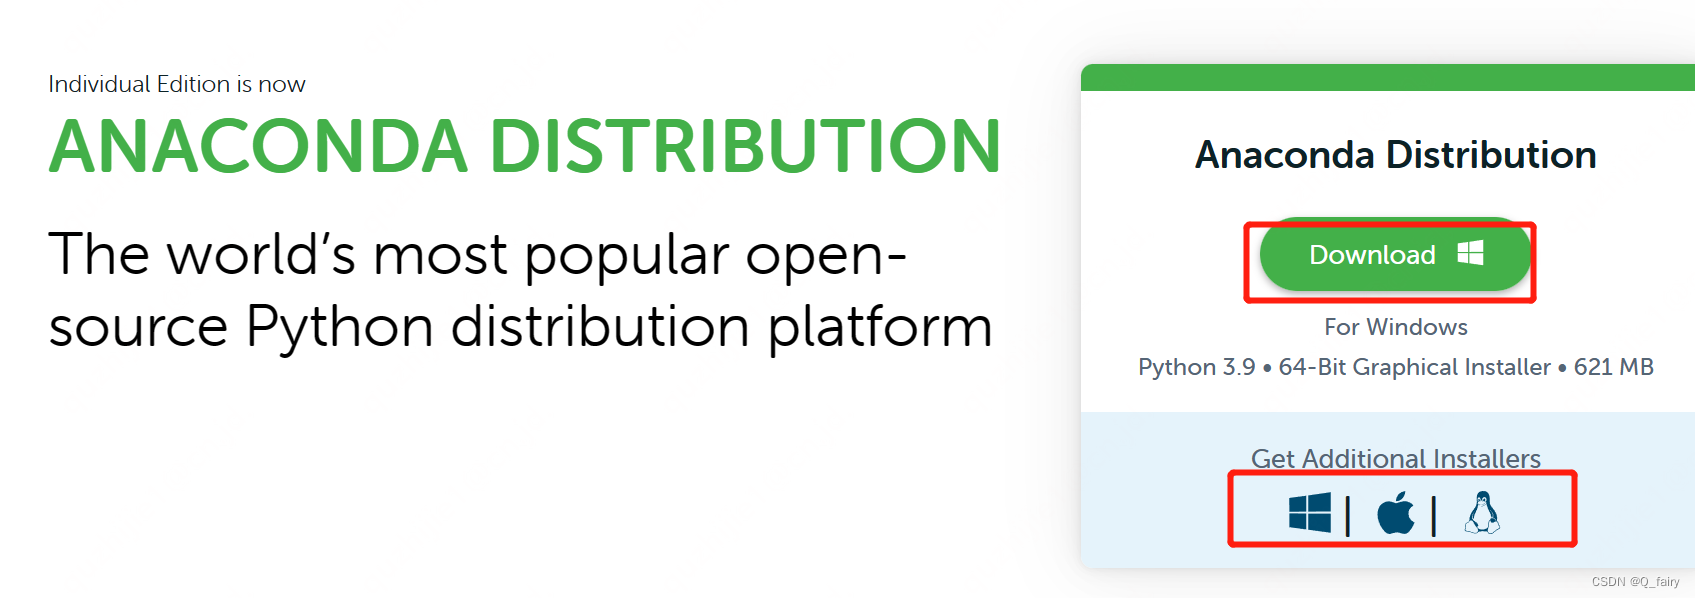 Individual Edition is now
ANACONDA DISTRIBUTION
The world's most popular open-
source Python distribution platform
Anaconda Distribution
Download
For Windows
Python 3.9 • 64-Bit Graphical Installer • 621 MB
Get Additional Installers
CSDN @Q_fairy